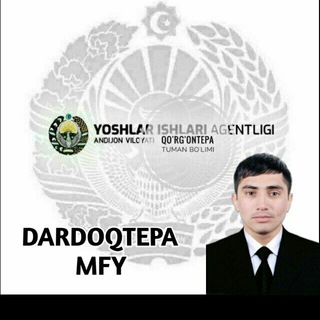 YOSHLAR ISHLARI AGENTLIGI
ANDIJON VILOYATI QO'RG'ONTEPA
TUMAN BO'LIMI
DARDOQTEPA
MFY